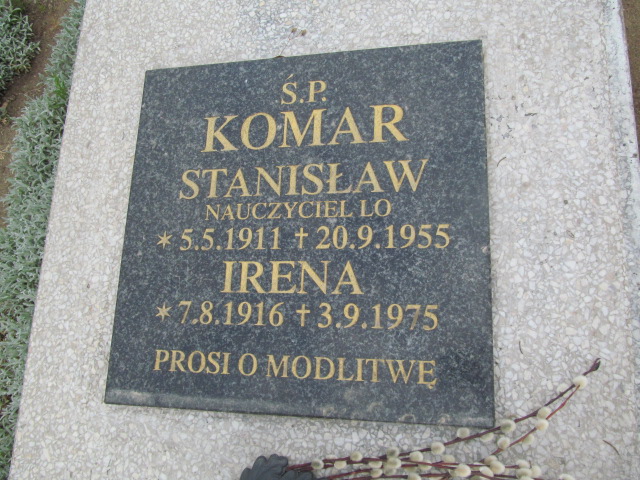 Ś.P.
KOMAR
STANISŁAW
NAUCZYCIEL LO
✶ 5.5.1911 † 20.9.1955
IRENA
✶ 7.8.1916 † 3.9.1975
PROSI O MODLITWĘ